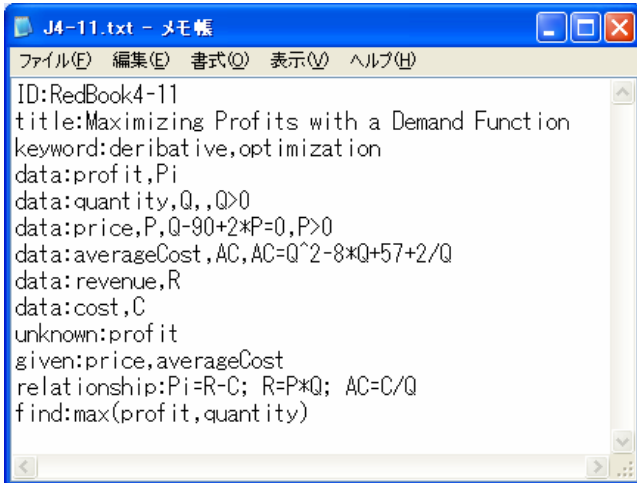 J4-11.txt - メモ帳
ファイル(F) 編集(E) 書式(O) 表示(V) ヘルプ(H)
ID:RedBook4-11
title:Maximizing Profits with a Demand Function
keyword:deribative,optimization
data:profit,Pi
data:quantity,Q,,Q>0
data:price,P,Q-90+2*P=0,P>0
data:averageCost,AC,AC=Q^2-8*Q+57+2/Q
data:revenue,R
data:cost,C
unknown:profit
given:price,averageCost
relationship:Pi=R-C; R=P*Q; AC=C/Q
find:max(profit,quantity)